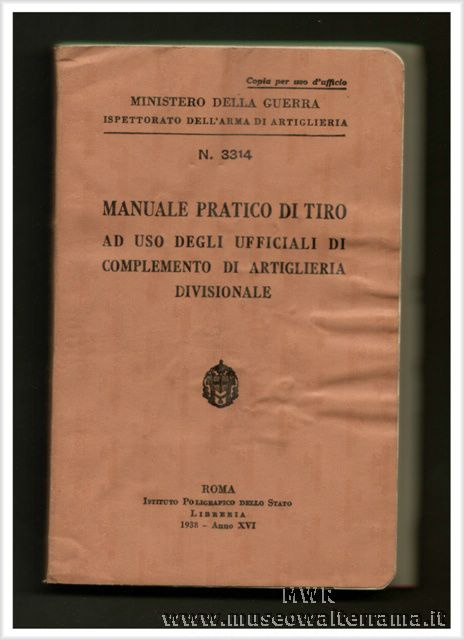 Copia per uso d'ufficio
MINISTERO DELLA GUERRA
ISPETTORATO DELL'ARMA DI ARTIGLIERIA
N. 3314
MANUALE PRATICO DI TIRO
AD USO DEGLI UFFICIALI DI
COMPLEMENTO DI ARTIGLIERIA
DIVISIONALE
ROMA
ISTITUTO POLIGRAFICO DELLO STATO
LIBRERIA
1938 - Anno XVI
MWR
www.museowalterrama.it